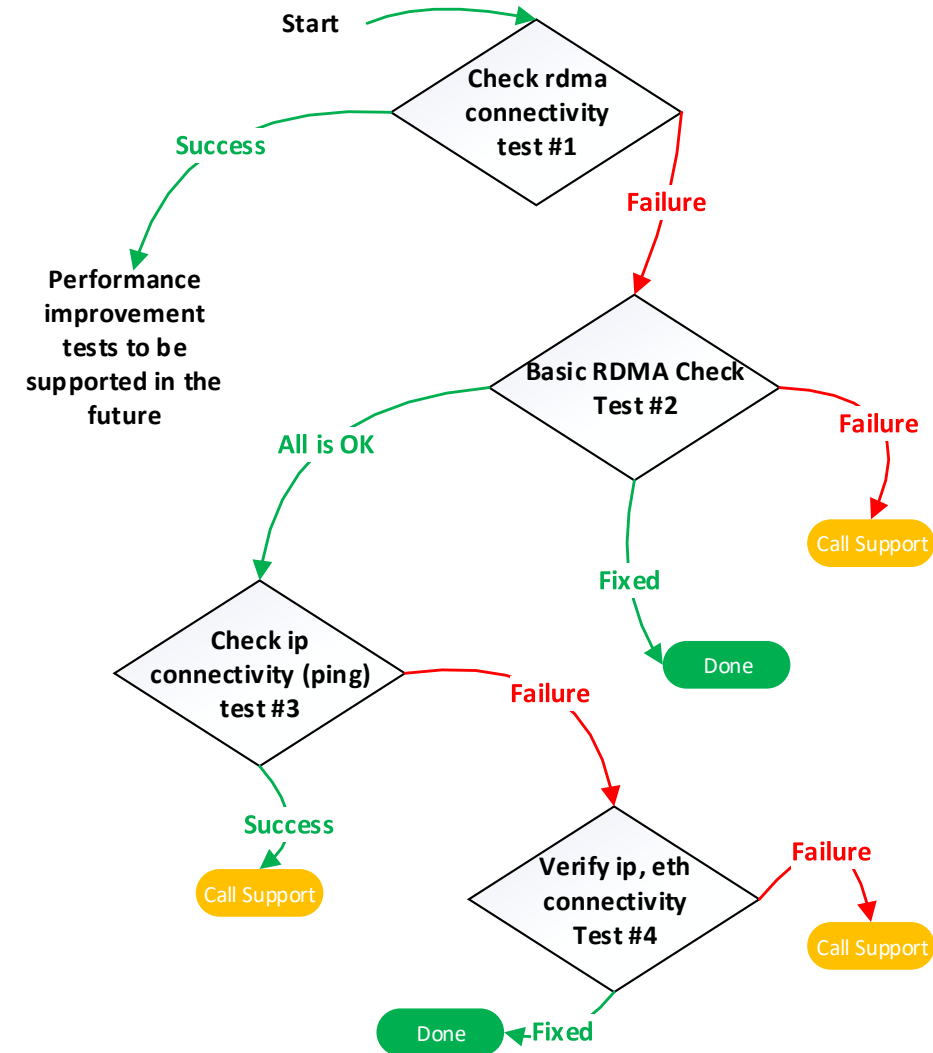 Start
Check rdma
connectivity
test #1
Success
Failure
Performance
improvement
tests to be
supported in the
future
Basic RDMA Check
Test #2
All is OK
Failure
Call Support
Fixed
Done
Check ip
connectivity (ping)
test #3
Failure
Success
Call Support
Verify ip, eth
connectivity
Test #4
Failure
Call Support
Fixed
Done